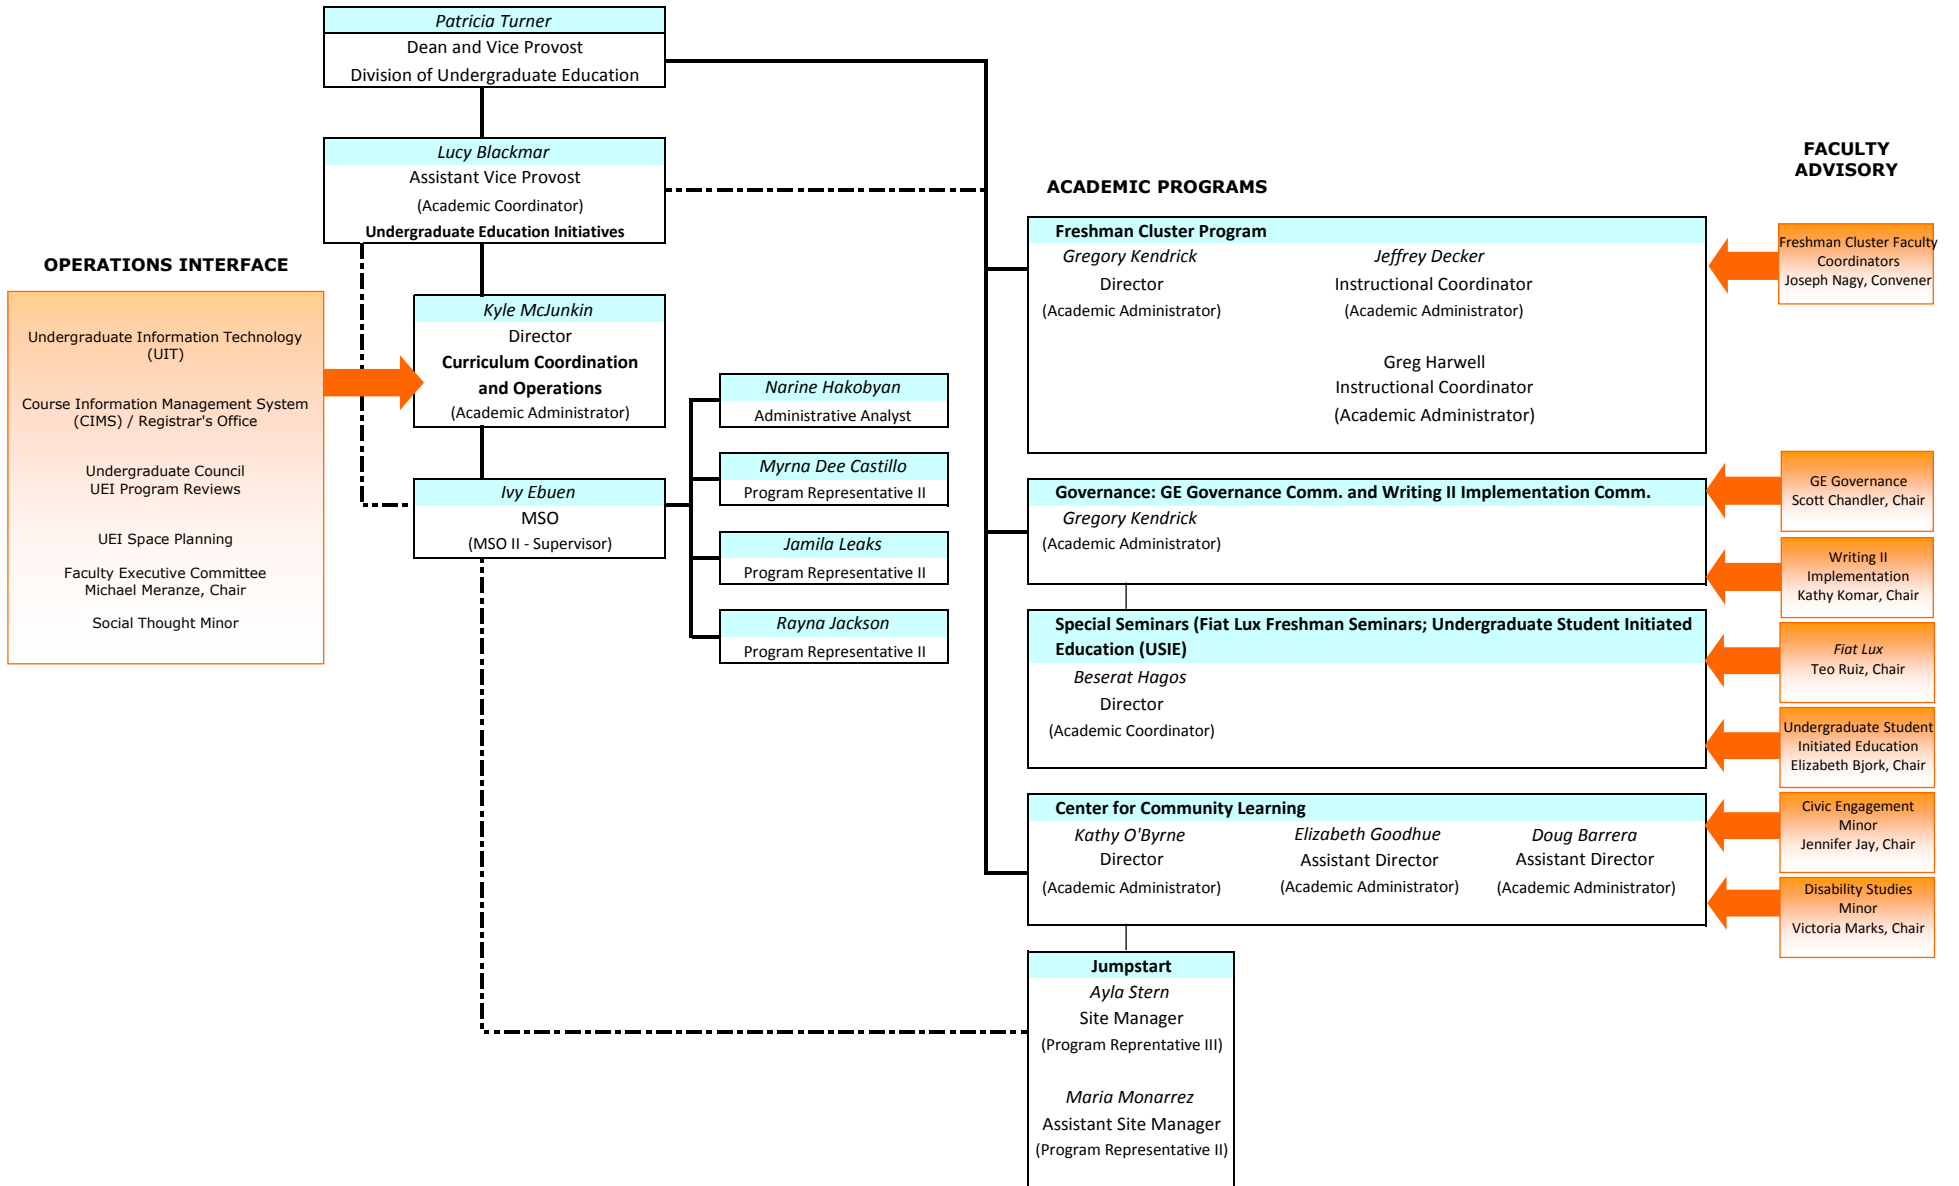 Patricia Turner
Dean and Vice Provost
Division of Undergraduate Education
Lucy Blackmar
Assistant Vice Provost
(Academic Coordinator)
Undergraduate Education Initiatives
OPERATIONS INTERFACE
Undergraduate Information Technology
(UIT)
Course Information Management System
(CIMS) / Registrar's Office
Undergraduate Council
UEI Program Reviews
UEI Space Planning
Faculty Executive Committee
Michael Meranze, Chair
Social Thought Minor
Kyle McJunkin
Director
Curriculum Coordination
and Operations
(Academic Administrator)
Ivy Ebuen
MSO
(MSO II - Supervisor)
Narine Hakobyan
Administrative Analyst
Myrna Dee Castillo
Program Representative II
Jamila Leaks
Program Representative II
Rayna Jackson
Program Representative II
ACADEMIC PROGRAMS
Freshman Cluster Program
Gregory Kendrick
Director
(Academic Administrator)
Jeffrey Decker
Instructional Coordinator
(Academic Administrator)
Greg Harwell
Instructional Coordinator
(Academic Administrator)
Governance: GE Governance Comm. and Writing II Implementation Comm.
Gregory Kendrick
(Academic Administrator)
Special Seminars (Fiat Lux Freshman Seminars; Undergraduate Student Initiated
Education (USIE)
Beserat Hagos
Director
(Academic Coordinator)
Center for Community Learning
Kathy O'Byrne
Director
(Academic Administrator)
Elizabeth Goodhue
Assistant Director
(Academic Administrator)
Doug Barrera
Assistant Director
(Academic Administrator)
Jumpstart
Ayla Stern
Site Manager
(Program Reprentative III)
Maria Monarrez
Assistant Site Manager
(Program Representative II)
FACULTY
ADVISORY
Freshman Cluster Faculty
Coordinators
Joseph Nagy, Convener
GE Governance
Scott Chandler, Chair
Writing II
Implementation
Kathy Komar, Chair
Fiat Lux
Teo Ruiz, Chair
Undergraduate Student
Initiated Education
Elizabeth Bjork, Chair
Civic Engagement
Minor
Jennifer Jay, Chair
Disability Studies
Minor
Victoria Marks, Chair